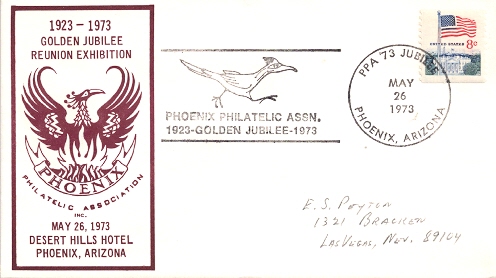 1923 - 1973
GOLDEN JUBILEE
REUNION EXHIBITION
PHOENIX
PHILATELIC ASSOCIATION
INC.
MAY 26, 1973
DESERT HILLS HOTEL
PHOENIX, ARIZONA
PHOENIX PHILATELIC ASSN.
1923-GOLDEN JUBILEE-1973
PPA '73 JUBILEE
MAY
26
1973
PHOENIX, ARIZONA
UNITED STATES 8c
E.S. Peyton
1321 Bracken
Las Vegas, Nev. 89104